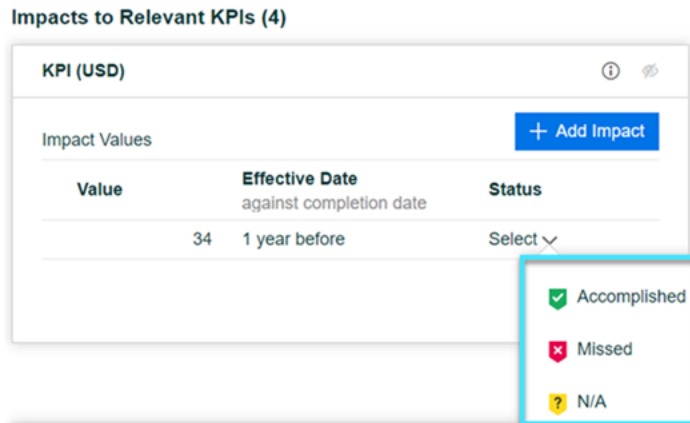 Impacts to Relevant KPIs (4)
KPI (USD)
+ Add Impact
Impact Values
Value
Effective Date
against completion date
Status
34
1 year before
Select
Accomplished
Missed
N/A